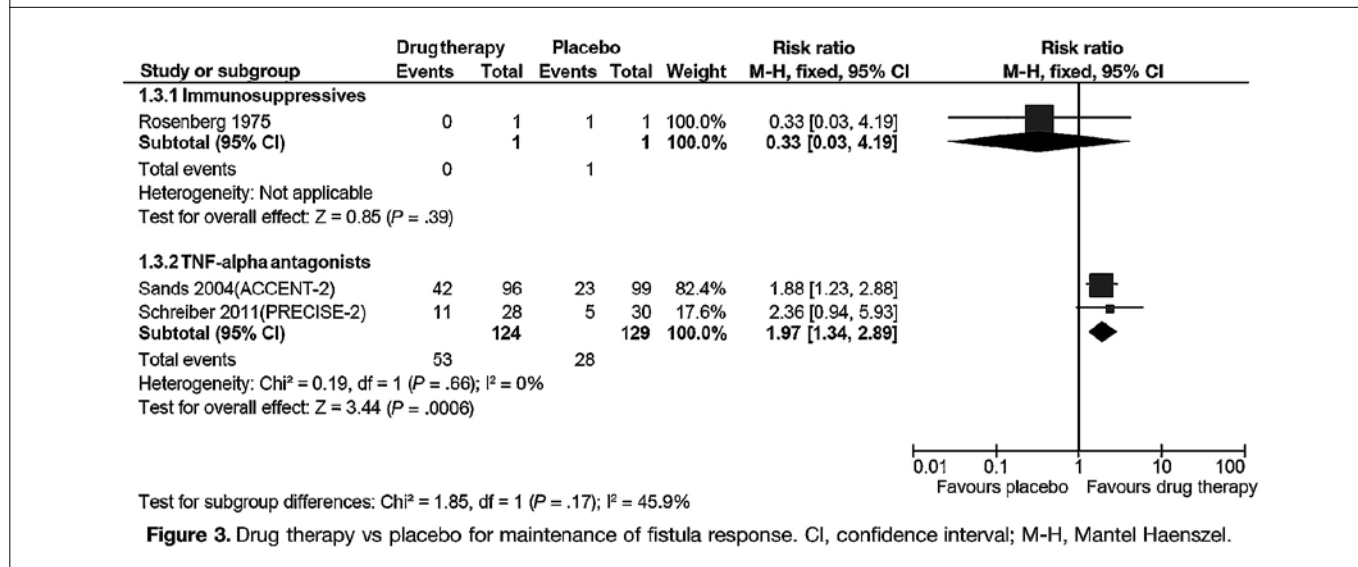 Drug therapy Placebo Risk ratio Risk ratio
Study or subgroup Events Total Events Total Weight M-H, fixed, 95% CI M-H, fixed, 95% CI
1.3.1 Immunosuppressives
Rosenberg 1975 0 1 1 1 100.0% 0.33 [0.03, 4.19]
Subtotal (95% CI) 1 1 100.0% 0.33 [0.03, 4.19]
Total events 0 1
Heterogeneity: Not applicable
Test for overall effect: Z = 0.85 (P = .39)
1.3.2 TNF-alpha antagonists
Sands 2004(ACCENT-2) 42 96 23 99 82.4% 1.88 [1.23, 2.88]
Schreiber 2011(PRECISE-2) 11 28 5 30 17.6% 2.36 [0.94, 5.93]
Subtotal (95% CI) 124 129 100.0% 1.97 [1.34, 2.89]
Total events 53 28
Heterogeneity: Chi² = 0.19, df = 1 (P = .66); I² = 0%
Test for overall effect: Z = 3.44 (P = .0006)
0.01 0.1 1 10 100
Favours placebo Favours drug therapy
Test for subgroup differences: Chi² = 1.85, df = 1 (P = .17); I² = 45.9%
Figure 3. Drug therapy vs placebo for maintenance of fistula response. CI, confidence interval; M-H, Mantel Haenszel.